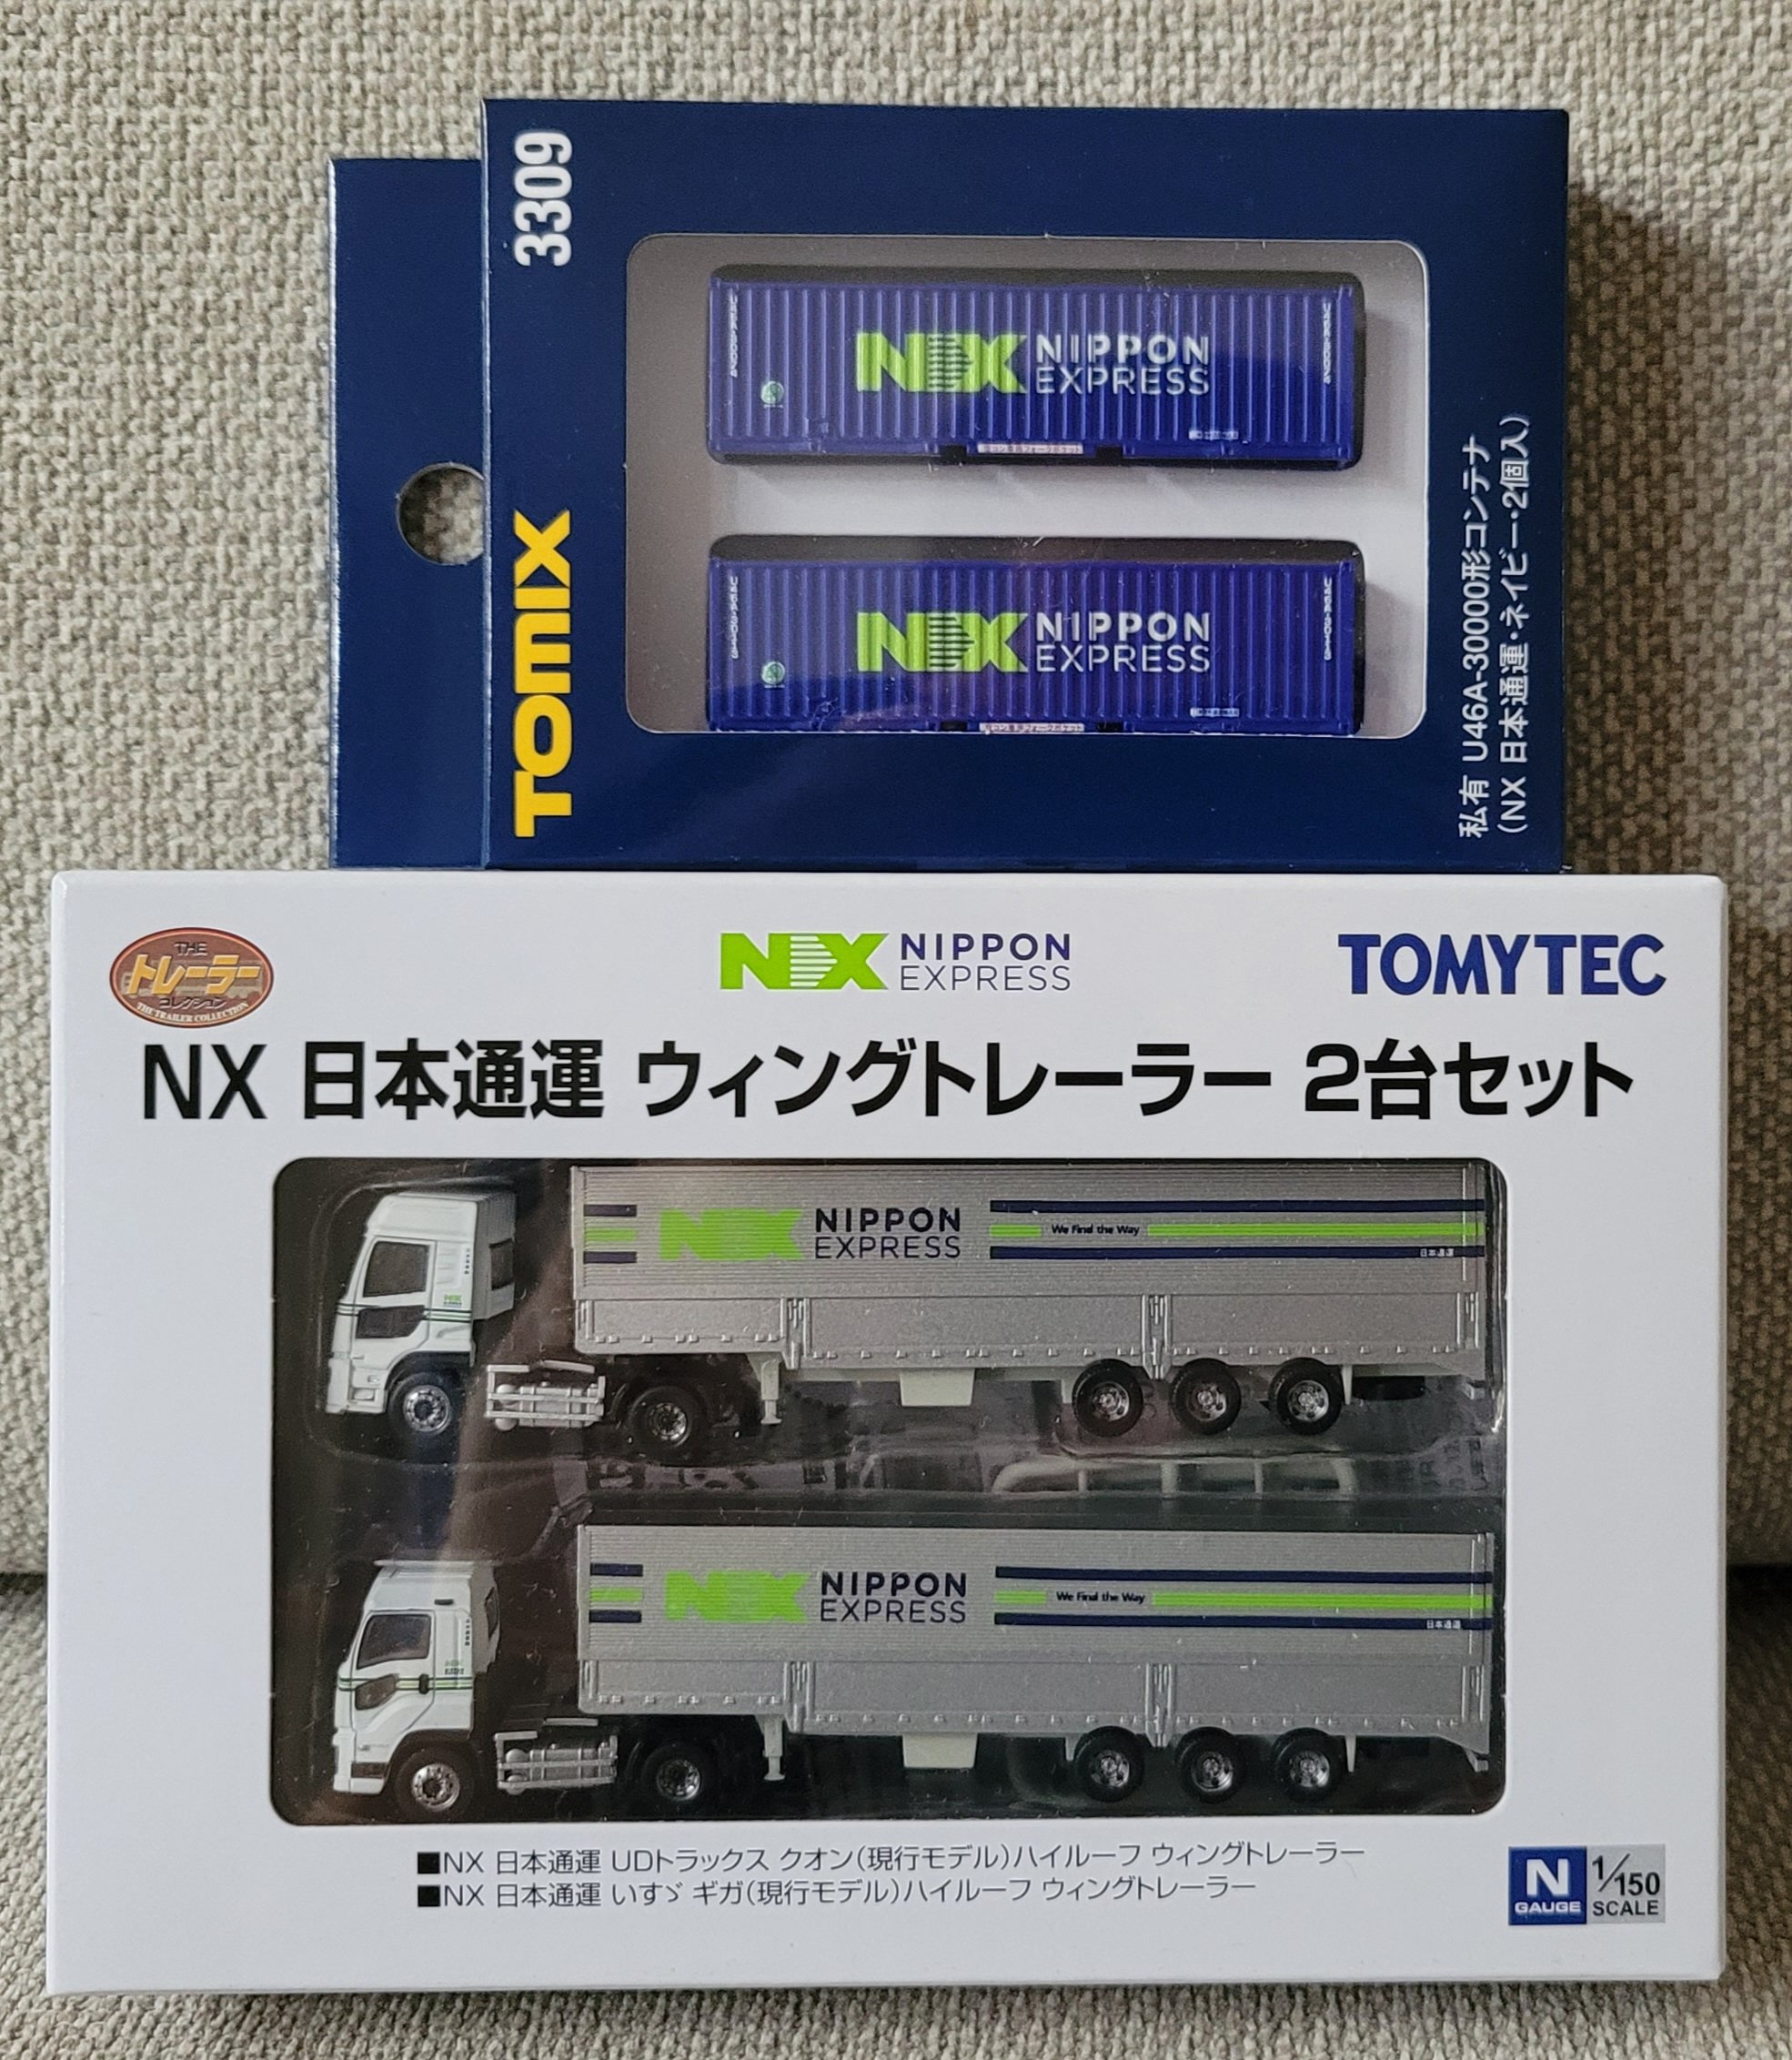 3309
TOMIX
NX NIPPON
EXPRESS
NX NIPPON
EXPRESS
私有 U46A-30000形コンテナ
(NX 日本通運・ネイビー・2個入)
THE
トレーラー
コレクション
THE TRAILER COLLECTION
NX NIPPON
EXPRESS
TOMYTEC
NX 日本通運 ウィングトレーラー 2台セット
NX NIPPON
EXPRESS
We Find the Way
日本通運
NX
NX NIPPON
EXPRESS
We Find the Way
日本通運
■NX 日本通運 UDトラックス クオン(現行モデル)ハイルーフ ウィングトレーラー
■NX 日本通運 いすゞ ギガ(現行モデル)ハイルーフ ウィングトレーラー
N
GAUGE
1/150
SCALE